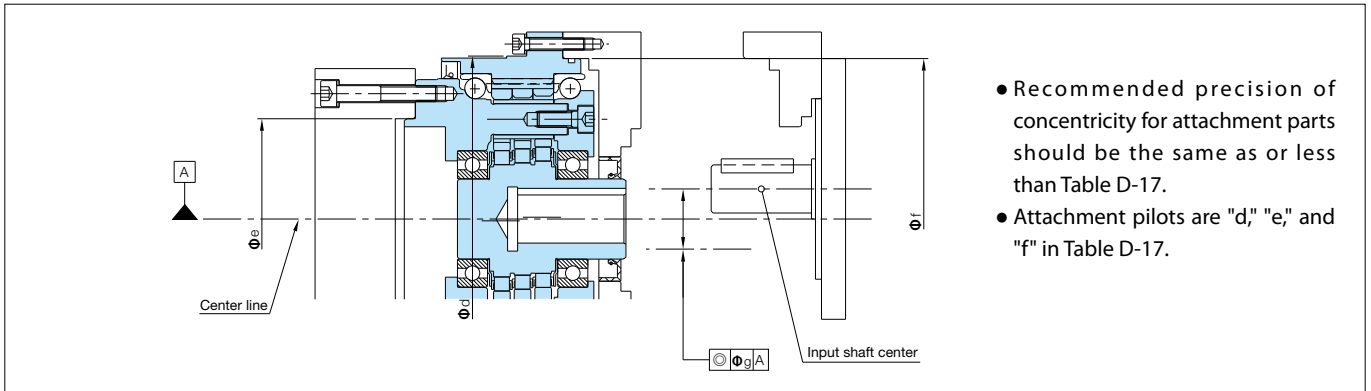 A
Φe
Center line
Φd
◎ Φg A
Input shaft center
Φf
● Recommended precision of
concentricity for attachment parts
should be the same as or less
than Table D-17.
● Attachment pilots are "d," "e," and
"f" in Table D-17.